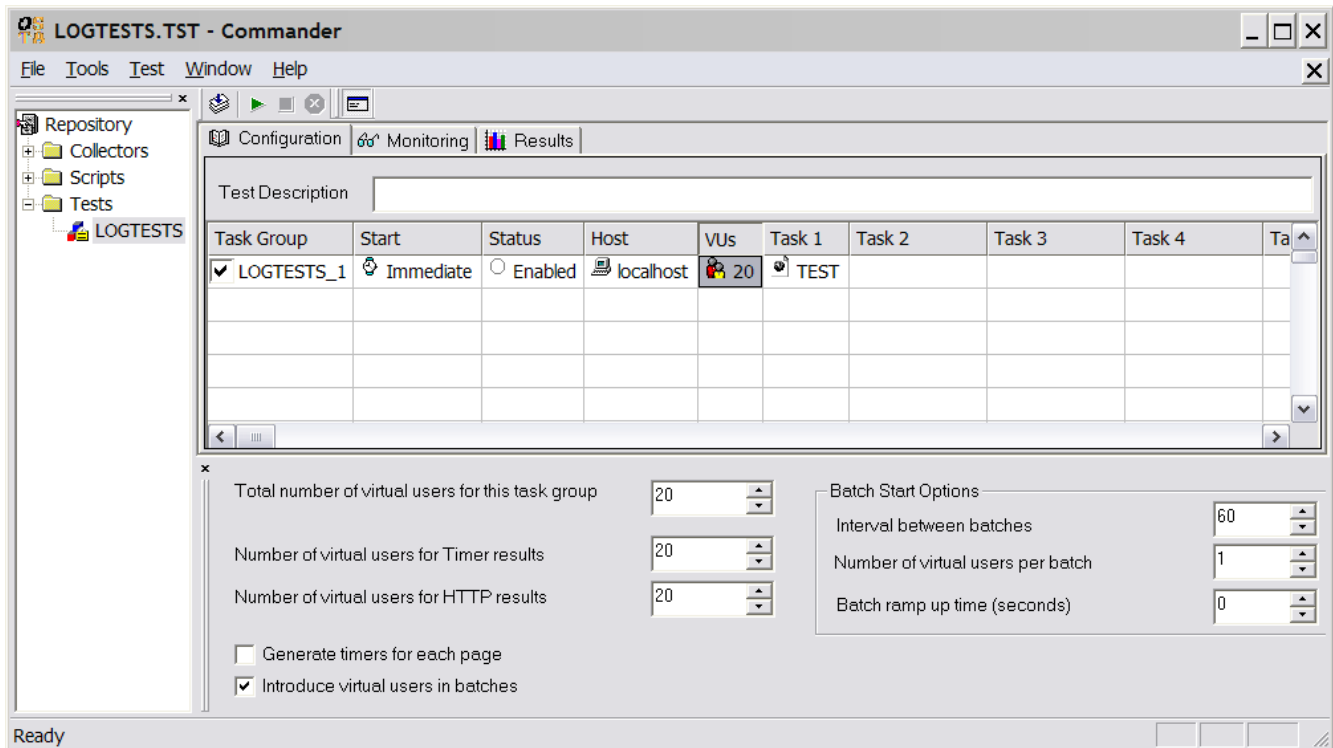 LOGTESTS.TST - Commander
File Tools Test Window Help
Repository
Collectors
Scripts
Tests
LOGTESTS
Configuration Monitoring Results
Test Description
Task Group Start Status Host VUs Task 1 Task 2 Task 3 Task 4 Ta
LOGTESTS_1 Immediate Enabled localhost 20 TEST
Total number of virtual users for this task group 20
Number of virtual users for Timer results 20
Number of virtual users for HTTP results 20
Generate timers for each page
Introduce virtual users in batches
Batch Start Options
Interval between batches 60
Number of virtual users per batch 1
Batch ramp up time (seconds) 0
Ready